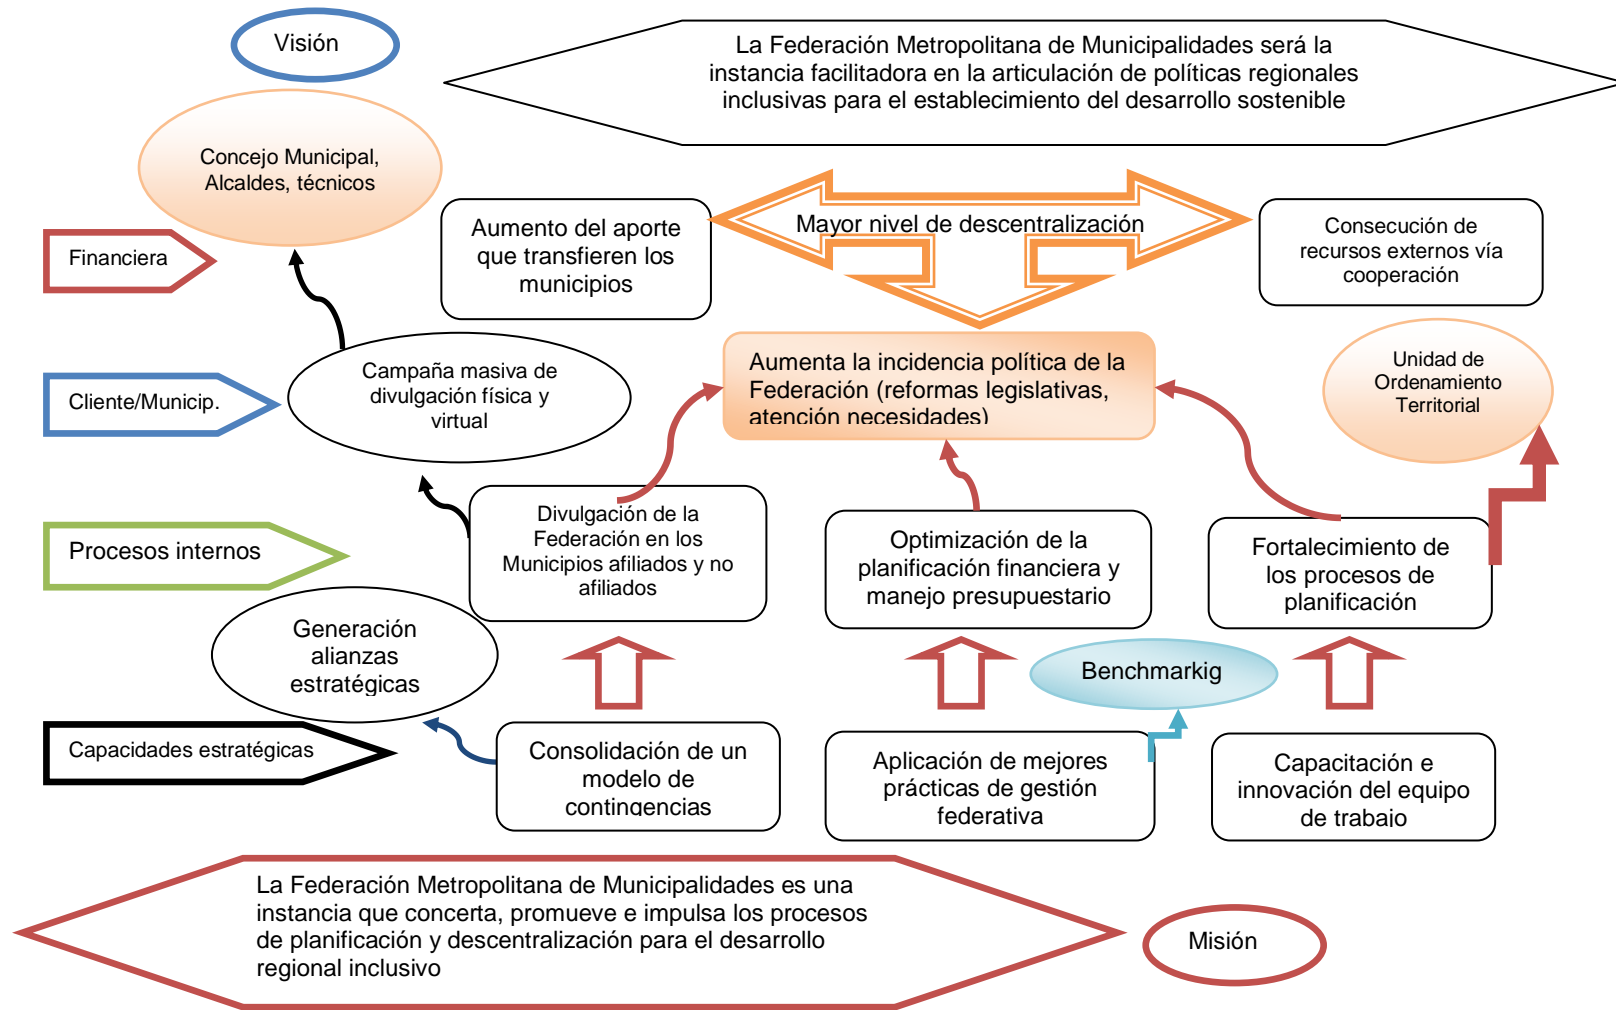 Visión
La Federación Metropolitana de Municipalidades será la
instancia facilitadora en la articulación de políticas regionales
inclusivas para el establecimiento del desarrollo sostenible
Concejo Municipal,
Alcaldes, técnicos
Financiera
Aumento del aporte
que transfieren los
municipios
Mayor nivel de descentralización
Consecución de
recursos externos vía
cooperación
Cliente/Municip.
Campaña masiva de
divulgación física y
virtual
Aumenta la incidencia política de la
Federación (reformas legislativas,
atención necesidades)
Unidad de
Ordenamiento
Territorial
Procesos internos
Divulgación de la
Federación en los
Municipios afiliados y no
afiliados
Optimización de la
planificación financiera y
manejo presupuestario
Fortalecimiento de
los procesos de
planificación
Generación
alianzas
estratégicas
Benchmarkig
Capacidades estratégicas
Consolidación de un
modelo de
contingencias
Aplicación de mejores
prácticas de gestión
federativa
Capacitación e
innovación del equipo
de trabajo
La Federación Metropolitana de Municipalidades es una
instancia que concerta, promueve e impulsa los procesos
de planificación y descentralización para el desarrollo
regional inclusivo
Misión